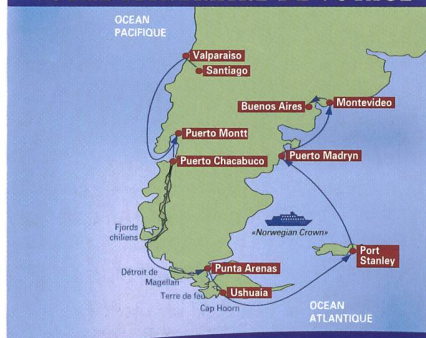 OCEAN
PACIFIQUE
Valparaiso
Santiago
Buenos Aires
Montevideo
Puerto Montt
Puerto Chacabuco
Puerto Madryn
«Norwegian Crown»
Fjords
chiliens
Port
Stanley
Détroit de
Magellan
Punta Arenas
Terre de feu
Ushuaia
Cap Hoorn
OCEAN
ATLANTIQUE